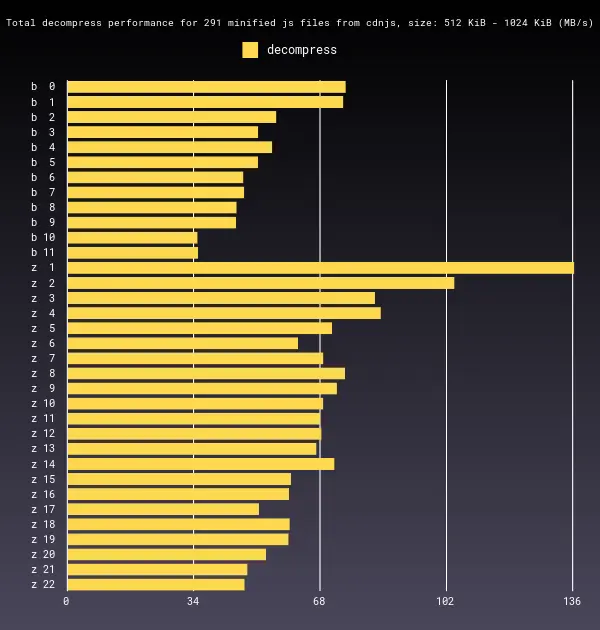 Total decompress performance for 291 minified js files from cdnjs, size: 512 KiB - 1024 KiB (MB/s)
decompress
b 0
b 1
b 2
b 3
b 4
b 5
b 6
b 7
b 8
b 9
b 10
b 11
z 1
z 2
z 3
z 4
z 5
z 6
z 7
z 8
z 9
z 10
z 11
z 12
z 13
z 14
z 15
z 16
z 17
z 18
z 19
z 20
z 21
z 22
0 34 68 102 136